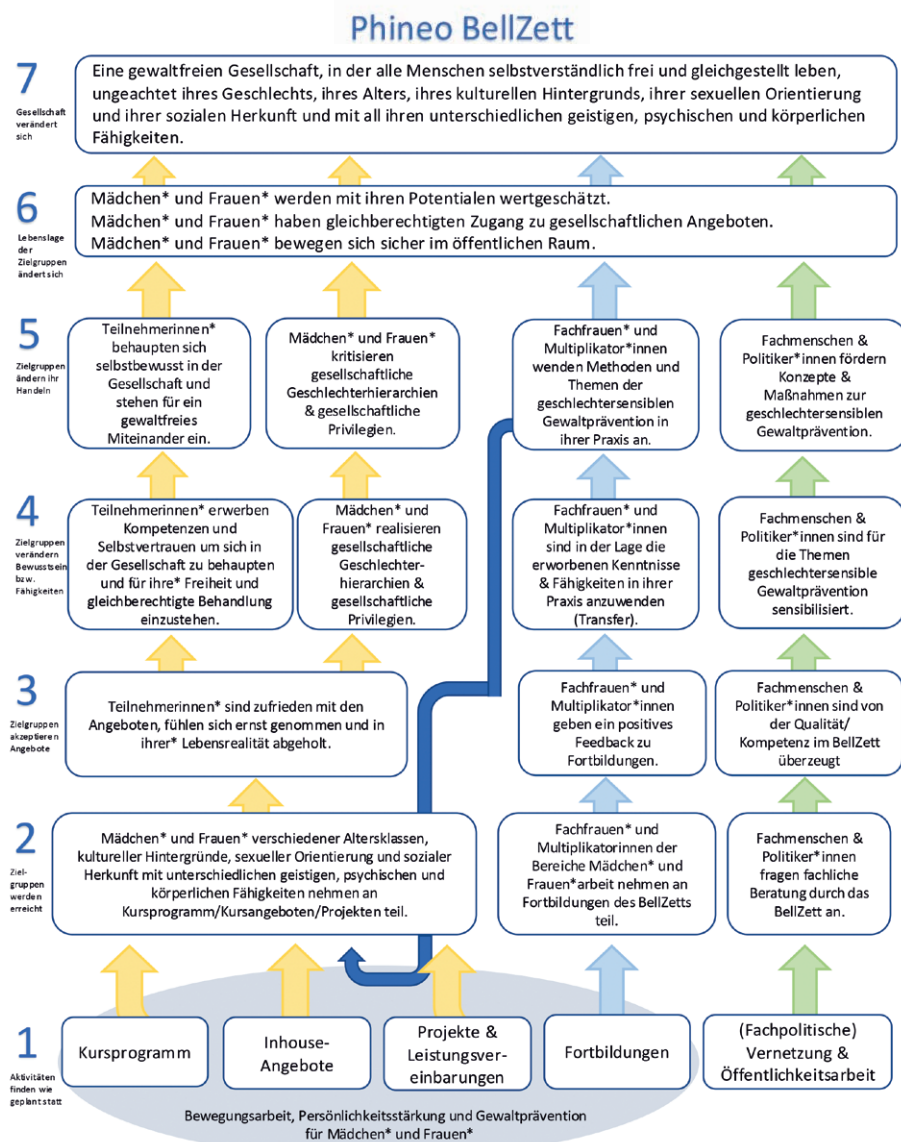 Phineo BellZett
7
Gesellschaft
verändert
sich
Eine gewaltfreien Gesellschaft, in der alle Menschen selbstverständlich frei und gleichgestellt leben,
ungeachtet ihres Geschlechts, ihres Alters, ihres kulturellen Hintergrunds, ihrer sexuellen Orientierung
und ihrer sozialen Herkunft und mit all ihren unterschiedlichen geistigen, psychischen und körperlichen
Fähigkeiten.
6
Lebenslage
der
Zielgruppen
ändert sich
Mädchen* und Frauen* werden mit ihren Potentialen wertgeschätzt.
Mädchen* und Frauen* haben gleichberechtigten Zugang zu gesellschaftlichen Angeboten.
Mädchen* und Frauen* bewegen sich sicher im öffentlichen Raum.
5
Zielgruppen
ändern ihr
Handeln
Teilnehmerinnen*
behaupten sich
selbstbewusst in der
Gesellschaft und
stehen für ein
gewaltfreies
Miteinander ein.
Mädchen* und Frauen*
kritisieren
gesellschaftliche
Geschlechterhierarchien
& gesellschaftliche
Privilegien.
Fachfrauen* und
Multiplikator*innen
wenden Methoden und
Themen der
geschlechtersensiblen
Gewaltprävention in
ihrer Praxis an.
Fachmenschen &
Politiker*innen fördern
Konzepte &
Maßnahmen zur
geschlechtersensiblen
Gewaltprävention.
4
Zielgruppen
verändern
Bewusstsein
bzw.
Fähigkeiten
Teilnehmerinnen* erwerben
Kompetenzen und
Selbstvertrauen um sich in
der Gesellschaft zu behaupten
und für ihre* Freiheit und
gleichberechtigte Behandlung
einzustehen.
Mädchen* und
Frauen* realisieren
gesellschaftliche
Geschlechter-
hierarchien &
gesellschaftliche
Privilegien.
Fachfrauen* und
Multiplikator*innen
sind in der Lage die
erworbenen Kenntnisse
& Fähigkeiten in ihrer
Praxis anzuwenden
(Transfer).
Fachmenschen &
Politiker*innen sind für
die Themen
geschlechtersensible
Gewaltprävention
sensibilisiert.
3
Zielgruppen
akzeptieren
Angebote
Teilnehmerinnen* sind zufrieden mit den
Angeboten, fühlen sich ernst genommen und in
ihrer* Lebensrealität abgeholt.
Fachfrauen* und
Multiplikator*innen
geben ein positives
Feedback zu
Fortbildungen.
Fachmenschen &
Politiker*innen sind von
der Qualität/
Kompetenz im BellZett
überzeugt
2
Ziel-
gruppen
werden
erreicht
Mädchen* und Frauen* verschiedener Altersklassen,
kultureller Hintergründe, sexueller Orientierung und sozialer
Herkunft mit unterschiedlichen geistigen, psychischen und
körperlichen Fähigkeiten nehmen an
Kursprogramm/Kursangeboten/Projekten teil.
Fachfrauen* und
Multiplikatorinnen der
Bereiche Mädchen* und
Frauen*arbeit nehmen an
Fortbildungen des BellZetts
teil.
Fachmenschen &
Politiker*innen
fragen fachliche
Beratung durch das
BellZett an.
1
Aktivitäten
finden wie
geplant statt
Kursprogramm
Inhouse-
Angebote
Projekte &
Leistungsver-
einbarungen
Fortbildungen
(Fachpolitische)
Vernetzung &
Öffentlichkeitsarbeit
Bewegungsarbeit, Persönlichkeitsstärkung und Gewaltprävention
für Mädchen* und Frauen*